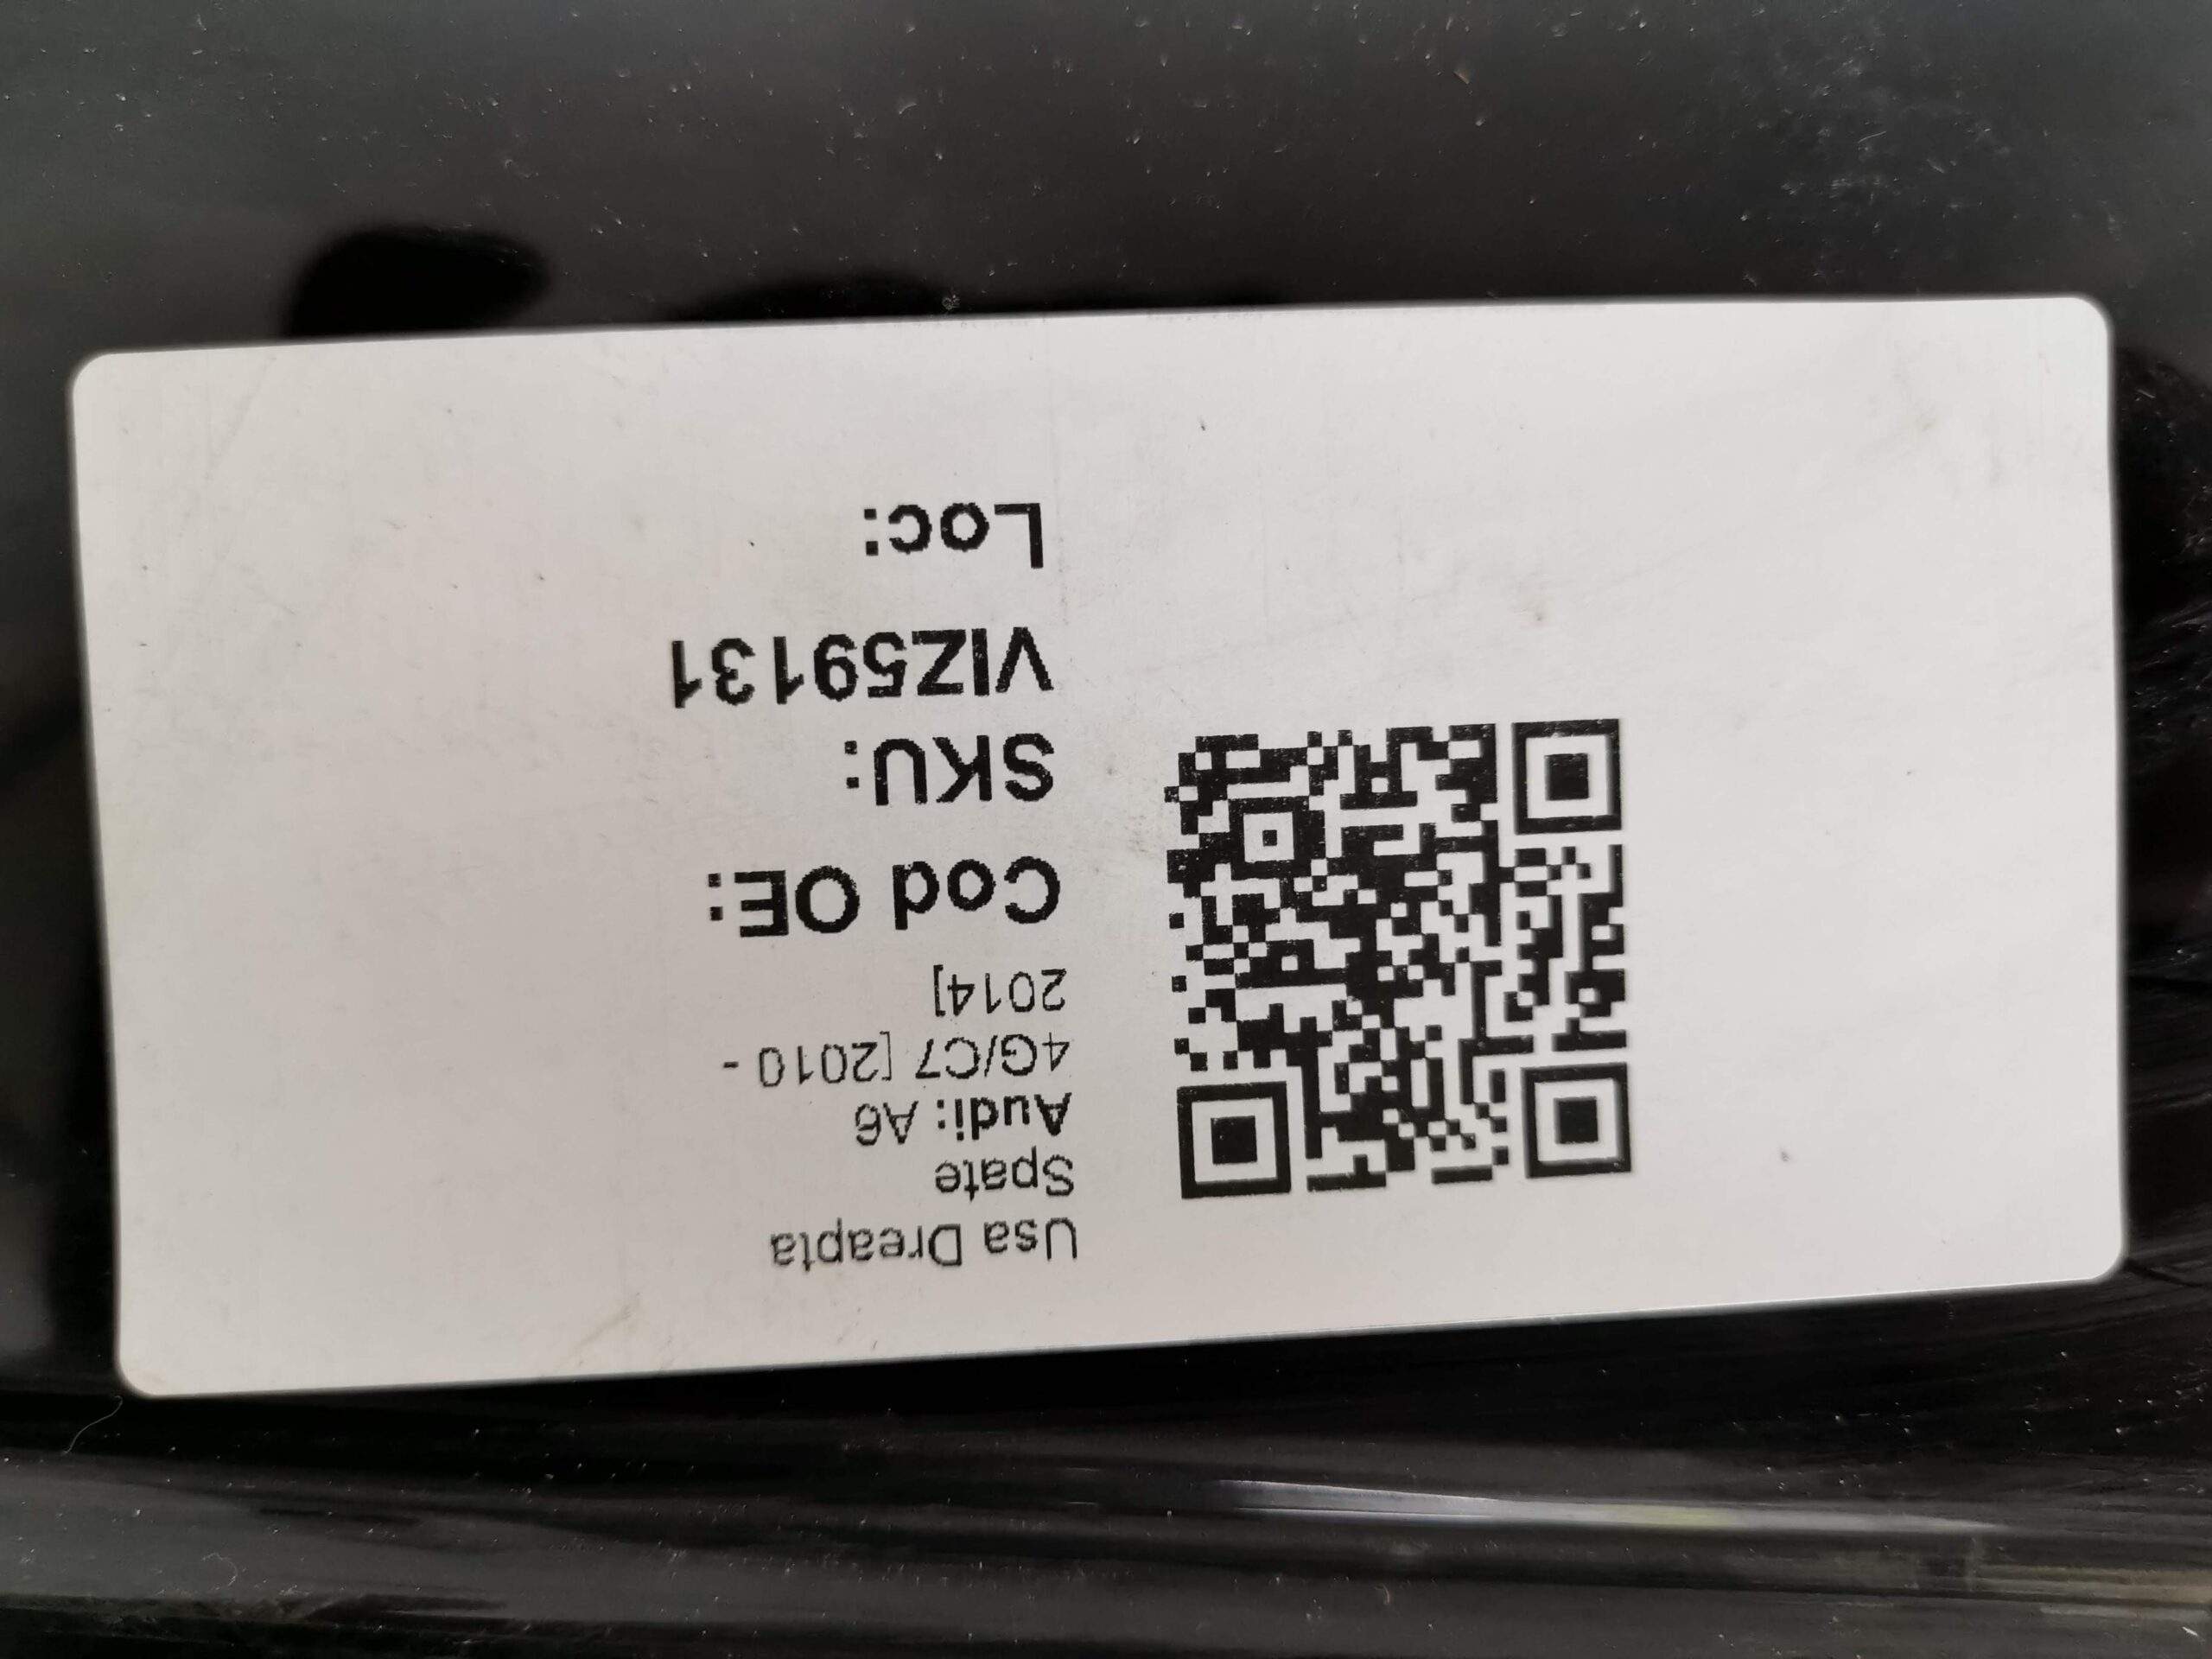 Usa Dreapta
Spate
Audi: A6
4G/C7 [2010 -
2014]
Cod OE:
SKU:
VIZ59131
Loc: